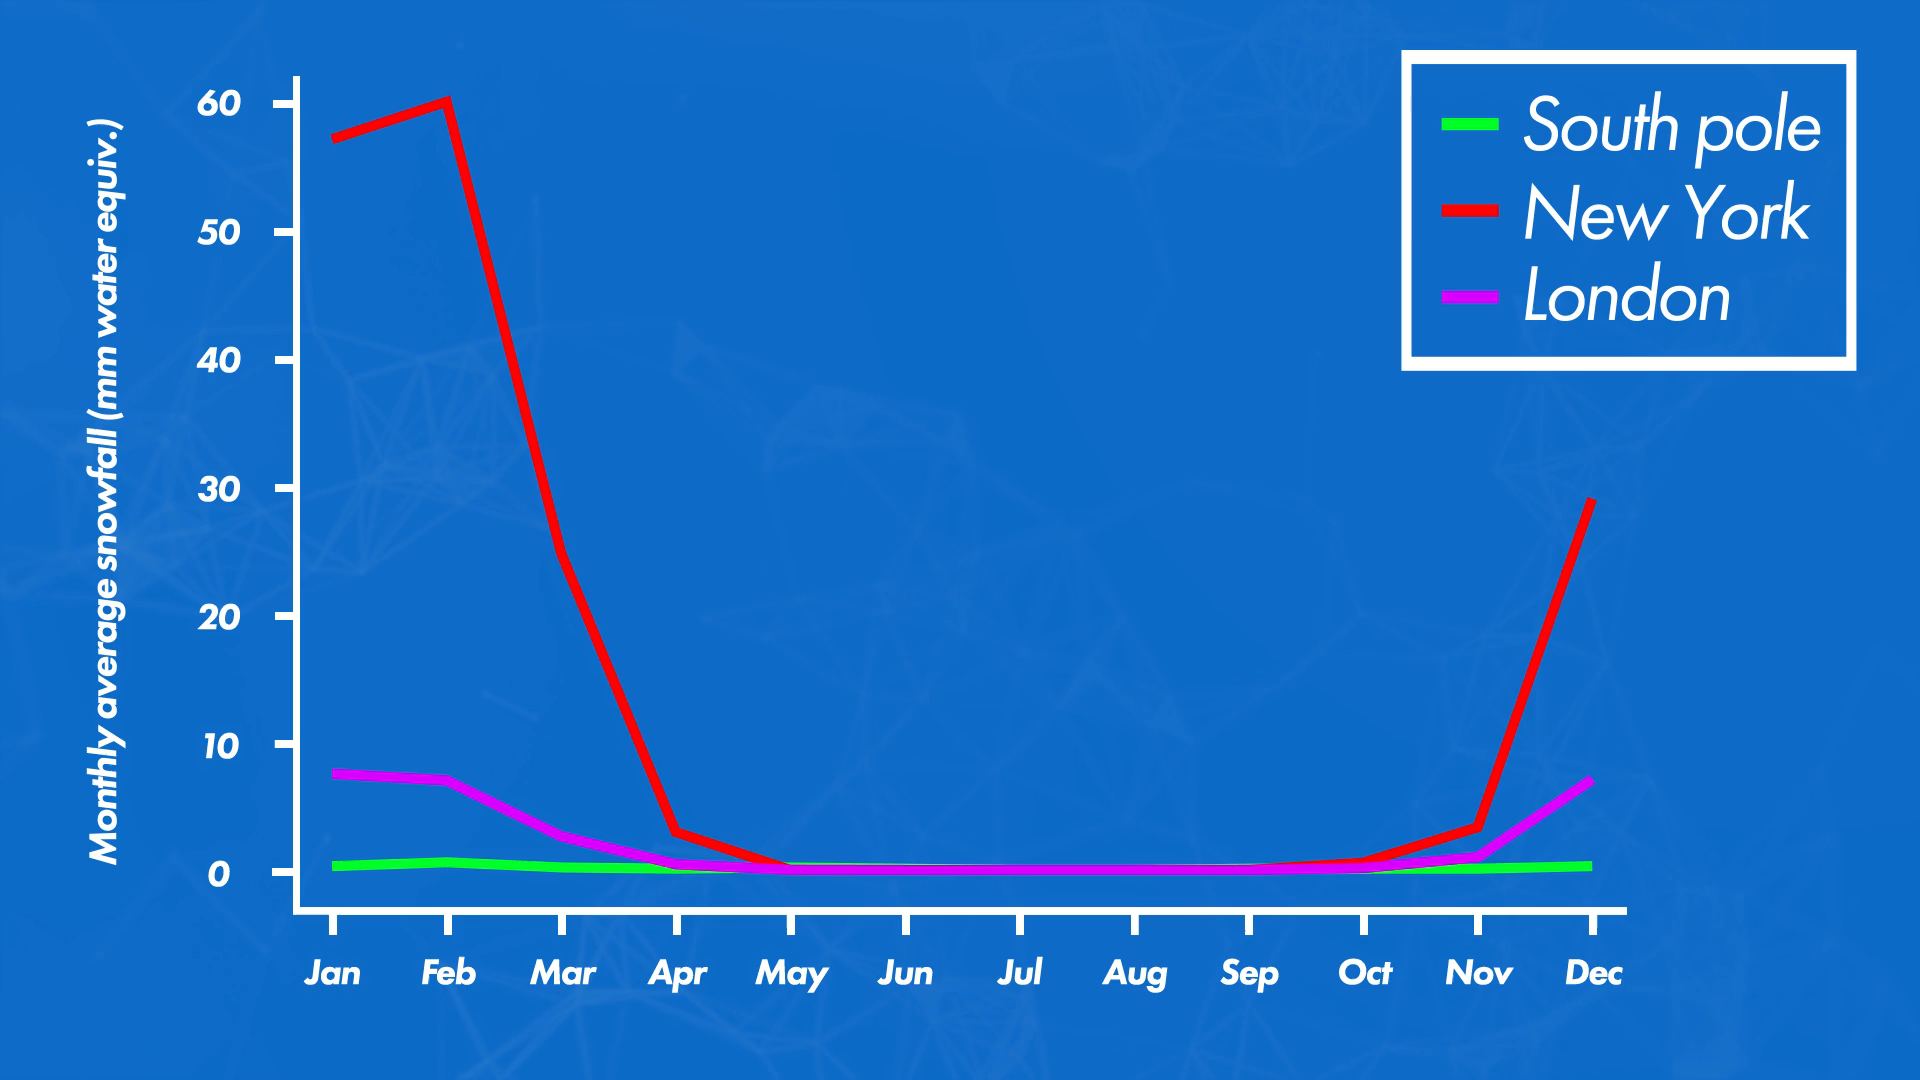 Monthly average snowfall (mm water equiv.)
60
50
40
30
20
10
0
Jan Feb Mar Apr May Jun Jul Aug Sep Oct Nov Dec
South pole
New York
London